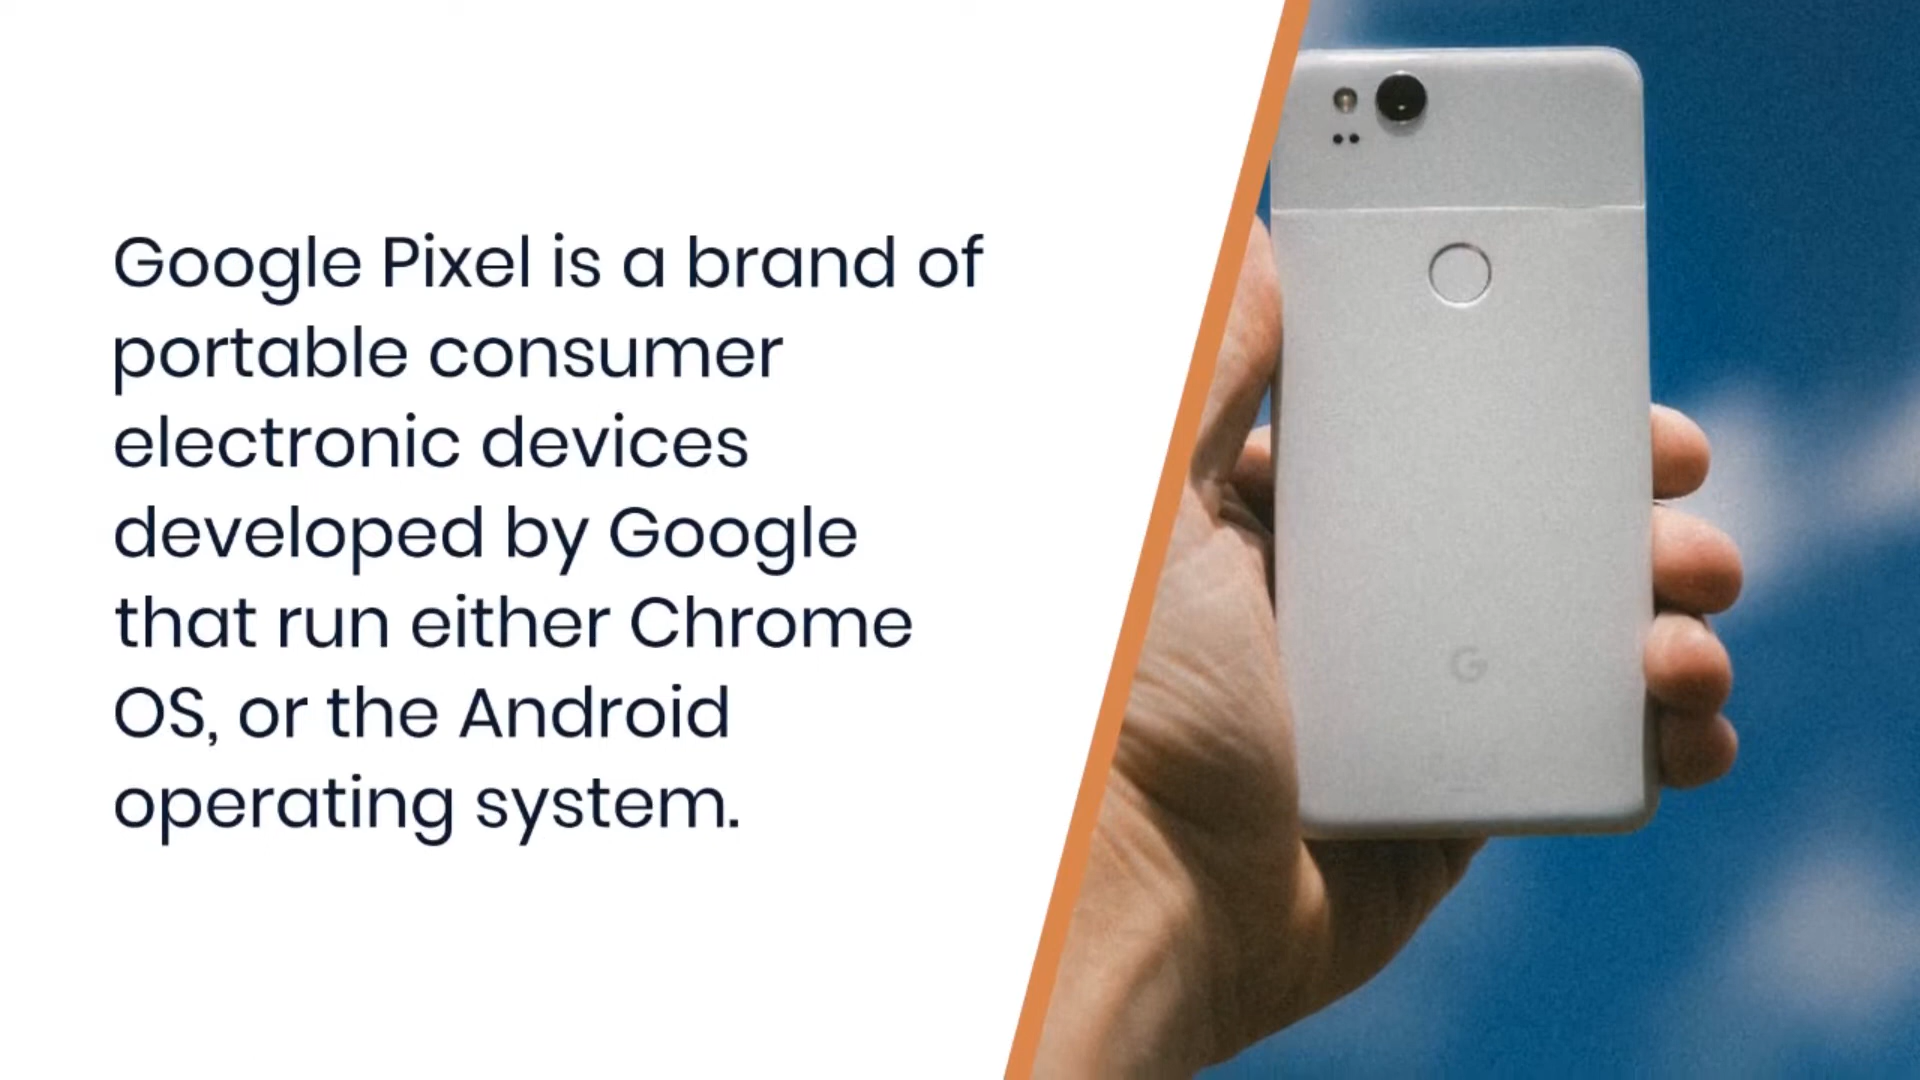 Google Pixel is a brand of
portable consumer
electronic devices
developed by Google
that run either Chrome
OS, or the Android
operating system.
G